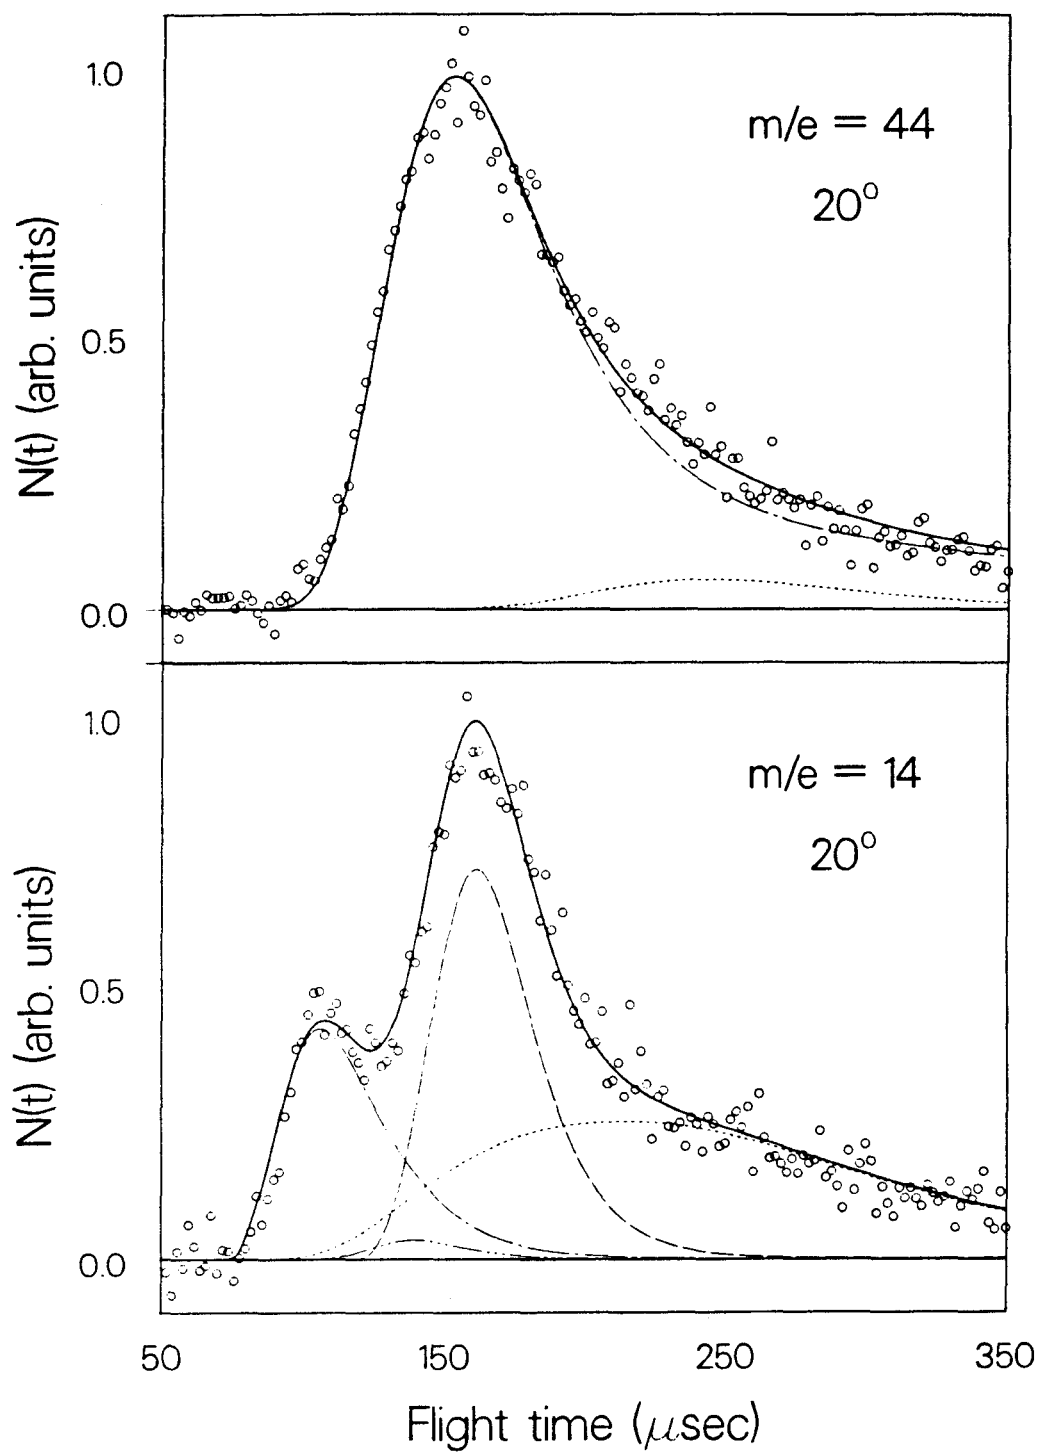 1.0
0.5
0.0
N(t) (arb. units)
m/e = 44
20°
1.0
0.5
0.0
N(t) (arb. units)
m/e = 14
20°
50 150 250 350
Flight time (μsec)